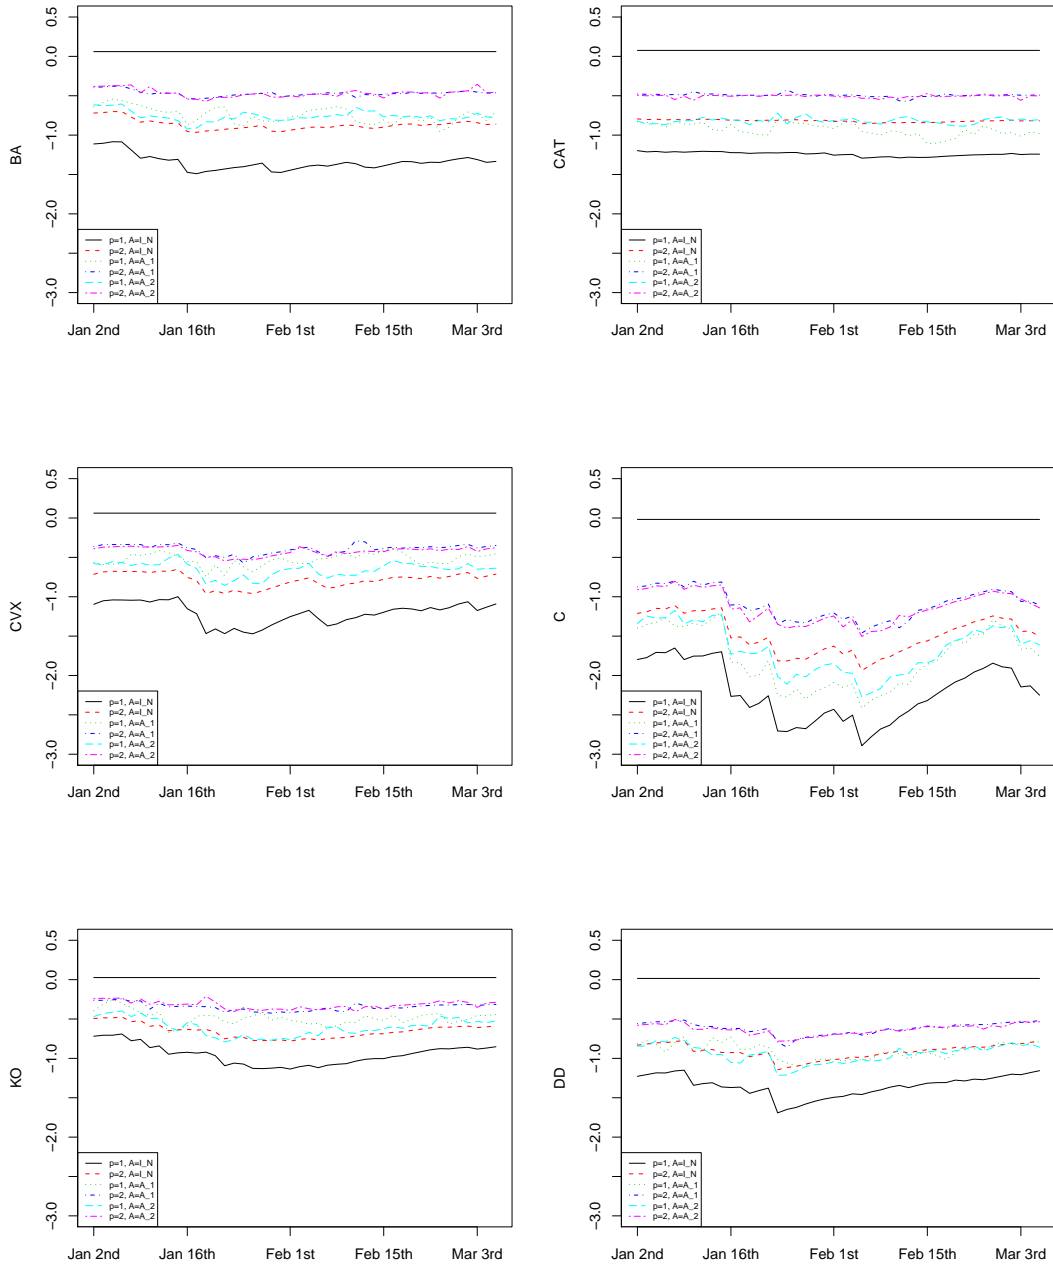 BA
0.5
0.0
−1.0
−2.0
−3.0
p=1, A=I_N
p=2, A=I_N
p=1, A=A_1
p=2, A=A_1
p=1, A=A_2
p=2, A=A_2
Jan 2nd Jan 16th Feb 1st Feb 15th Mar 3rd
CAT
0.5
0.0
−1.0
−2.0
−3.0
p=1, A=I_N
p=2, A=I_N
p=1, A=A_1
p=2, A=A_1
p=1, A=A_2
p=2, A=A_2
Jan 2nd Jan 16th Feb 1st Feb 15th Mar 3rd
CVX
0.5
0.0
−1.0
−2.0
−3.0
p=1, A=I_N
p=2, A=I_N
p=1, A=A_1
p=2, A=A_1
p=1, A=A_2
p=2, A=A_2
Jan 2nd Jan 16th Feb 1st Feb 15th Mar 3rd
C
0.5
0.0
−1.0
−2.0
−3.0
p=1, A=I_N
p=2, A=I_N
p=1, A=A_1
p=2, A=A_1
p=1, A=A_2
p=2, A=A_2
Jan 2nd Jan 16th Feb 1st Feb 15th Mar 3rd
KO
0.5
0.0
−1.0
−2.0
−3.0
p=1, A=I_N
p=2, A=I_N
p=1, A=A_1
p=2, A=A_1
p=1, A=A_2
p=2, A=A_2
Jan 2nd Jan 16th Feb 1st Feb 15th Mar 3rd
DD
0.5
0.0
−1.0
−2.0
−3.0
p=1, A=I_N
p=2, A=I_N
p=1, A=A_1
p=2, A=A_1
p=1, A=A_2
p=2, A=A_2
Jan 2nd Jan 16th Feb 1st Feb 15th Mar 3rd